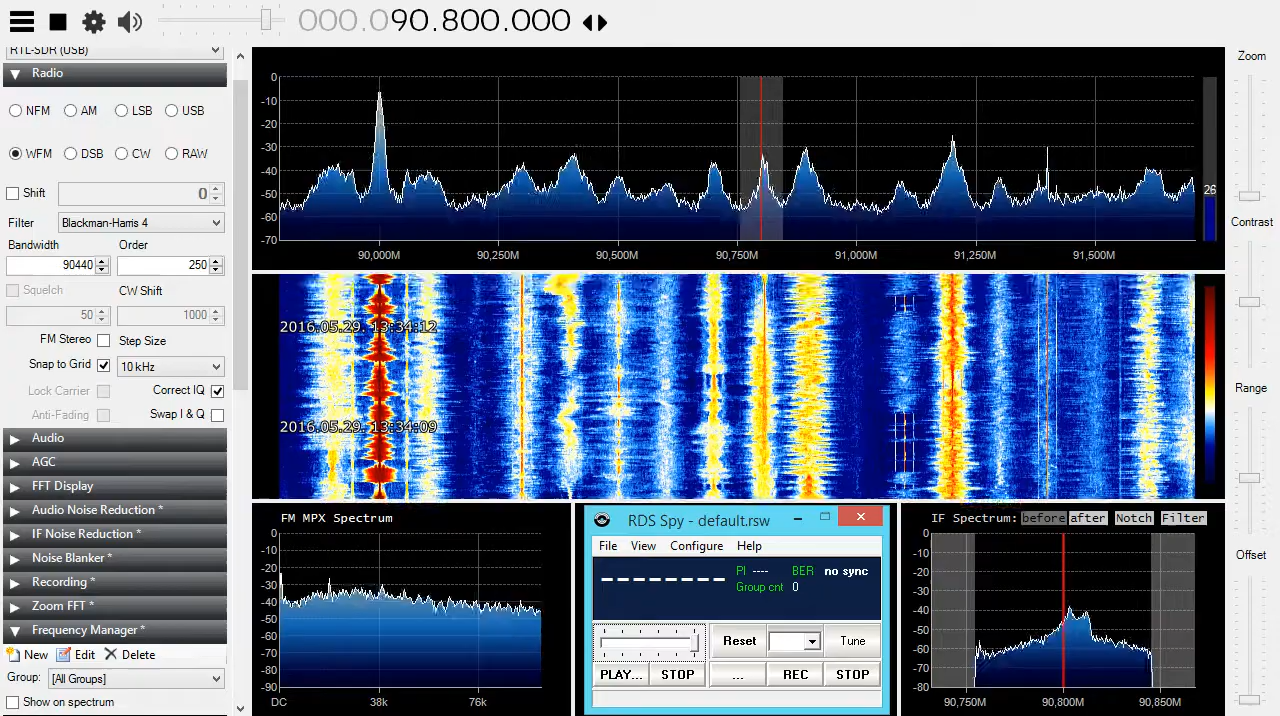 000.090.800.000
RTL-SDR (USB)
Radio
NFM AM LSB USB
WFM DSB CW RAW
Shift 0
Filter Blackman-Harris 4
Bandwidth Order
90440 250
Squelch CW Shift
50 1000
FM Stereo Step Size
Snap to Grid 10 kHz
Lock Carrier Correct IQ
Anti-Fading Swap I & Q
Audio
AGC
FFT Display
Audio Noise Reduction *
IF Noise Reduction *
Noise Blanker *
Recording *
Zoom FFT *
Frequency Manager *
New Edit Delete
Group: [All Groups]
Show on spectrum
0
-10
-20
-30
-40
-50
-60
-70
90,000M 90,250M 90,500M 90,750M 91,000M 91,250M 91,500M
26
2016.05.29. 13:34:12
2016.05.29. 13:34:09
Zoom
Contrast
Range
Offset
FM MPX Spectrum
0
-10
-20
-30
-40
-50
-60
-70
-80
-90
DC 38k 76k
RDS Spy - default.rsw
File View Configure Help
-------- PI ---- BER no sync
Group cnt 0
Reset Tune
PLAY... STOP ... REC STOP
IF Spectrum: before after Notch Filter
0
-10
-20
-30
-40
-50
-60
-70
-80
90,750M 90,800M 90,850M